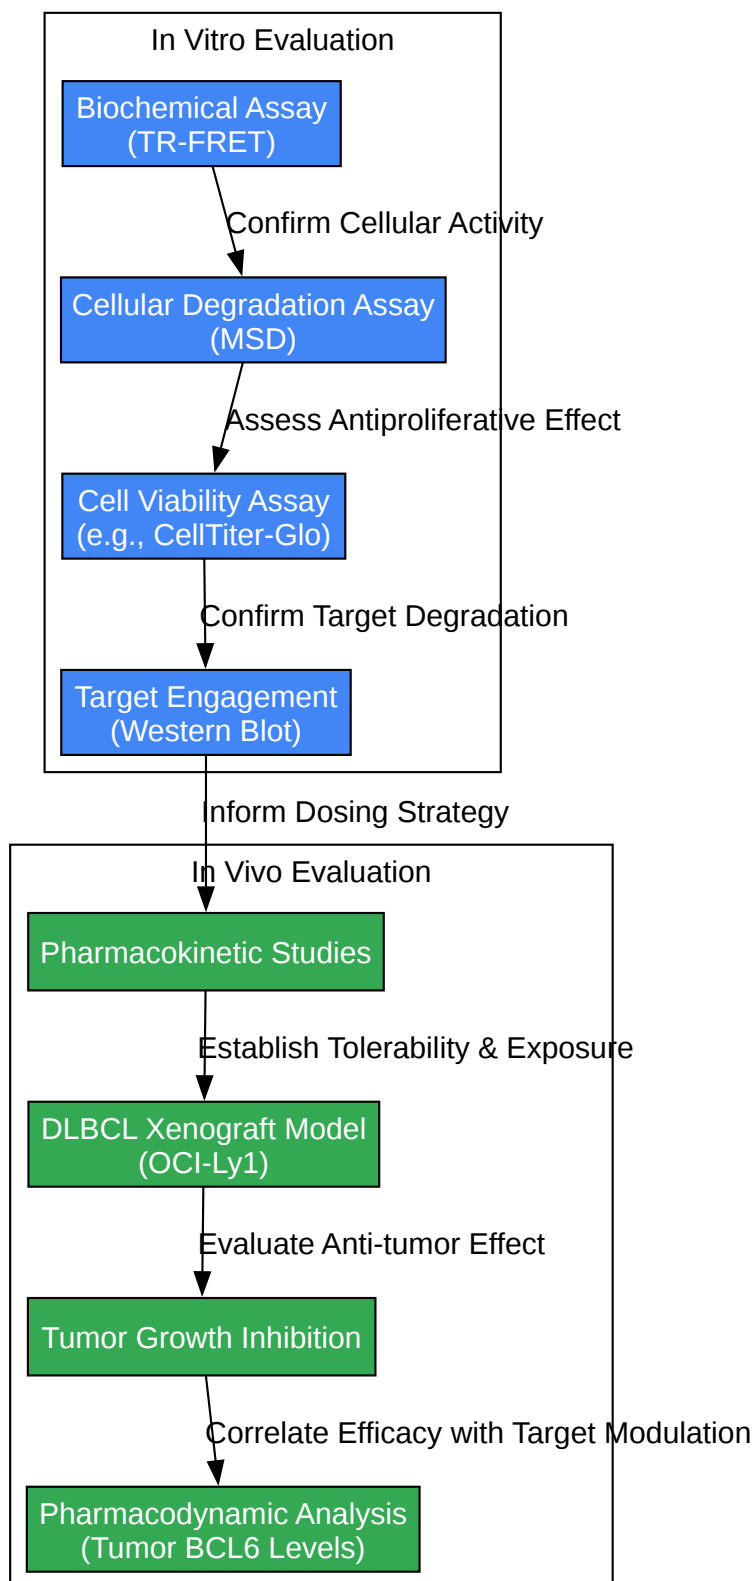 In Vitro Evaluation
Biochemical Assay
(TR-FRET)
Confirm Cellular Activity
Cellular Degradation Assay
(MSD)
Assess Antiproliferative Effect
Cell Viability Assay
(e.g., CellTiter-Glo)
Confirm Target Degradation
Target Engagement
(Western Blot)
Inform Dosing Strategy
In Vivo Evaluation
Pharmacokinetic Studies
Establish Tolerability & Exposure
DLBCL Xenograft Model
(OCI-Ly1)
Evaluate Anti-tumor Effect
Tumor Growth Inhibition
Correlate Efficacy with Target Modulation
Pharmacodynamic Analysis
(Tumor BCL6 Levels)